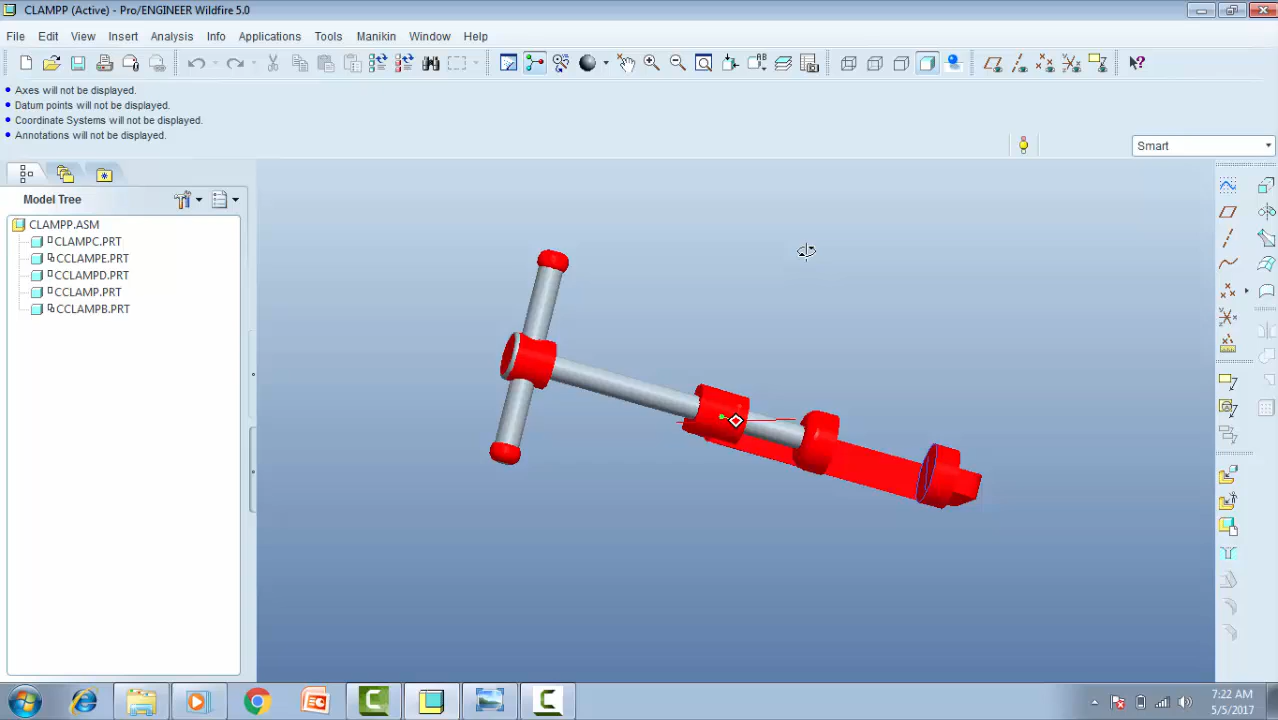 CLAMPP (Active) - Pro/ENGINEER Wildfire 5.0
File Edit View Insert Analysis Info Applications Tools Manikin Window Help
Axes will not be displayed.
Datum points will not be displayed.
Coordinate Systems will not be displayed.
Annotations will not be displayed.
Smart
Model Tree
CLAMPP.ASM
CLAMPC.PRT
CCLAMPE.PRT
CCLAMPD.PRT
CCLAMP.PRT
CCLAMPB.PRT
7:22 AM
5/5/2017